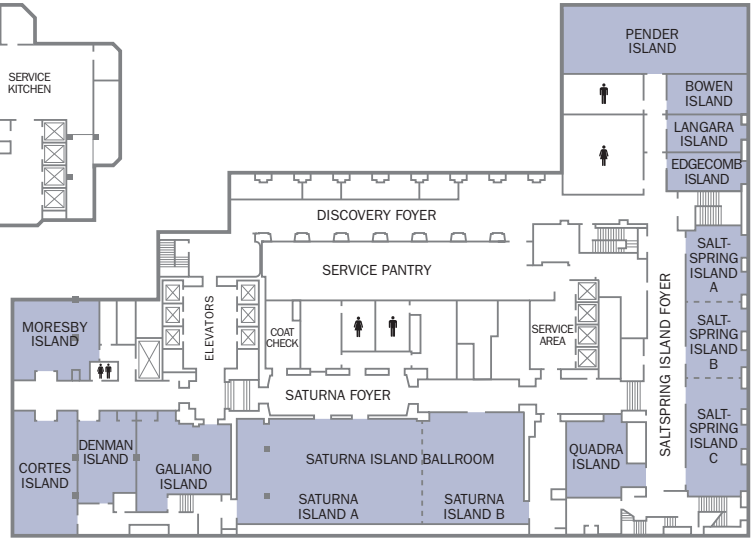 PENDER
ISLAND
SERVICE
KITCHEN
BOWEN
ISLAND
LANGARA
ISLAND
EDGECOMB
ISLAND
DISCOVERY FOYER
SALT-
SPRING
ISLAND
A
SERVICE PANTRY
ELEVATORS
SALTSPRING ISLAND FOYER
MORESBY
ISLAND
COAT
CHECK
SERVICE
AREA
SALT-
SPRING
ISLAND
B
SATURNA FOYER
SALT-
SPRING
ISLAND
C
CORTES
ISLAND
DENMAN
ISLAND
GALIANO
ISLAND
SATURNA ISLAND BALLROOM
SATURNA
ISLAND A
SATURNA
ISLAND B
QUADRA
ISLAND